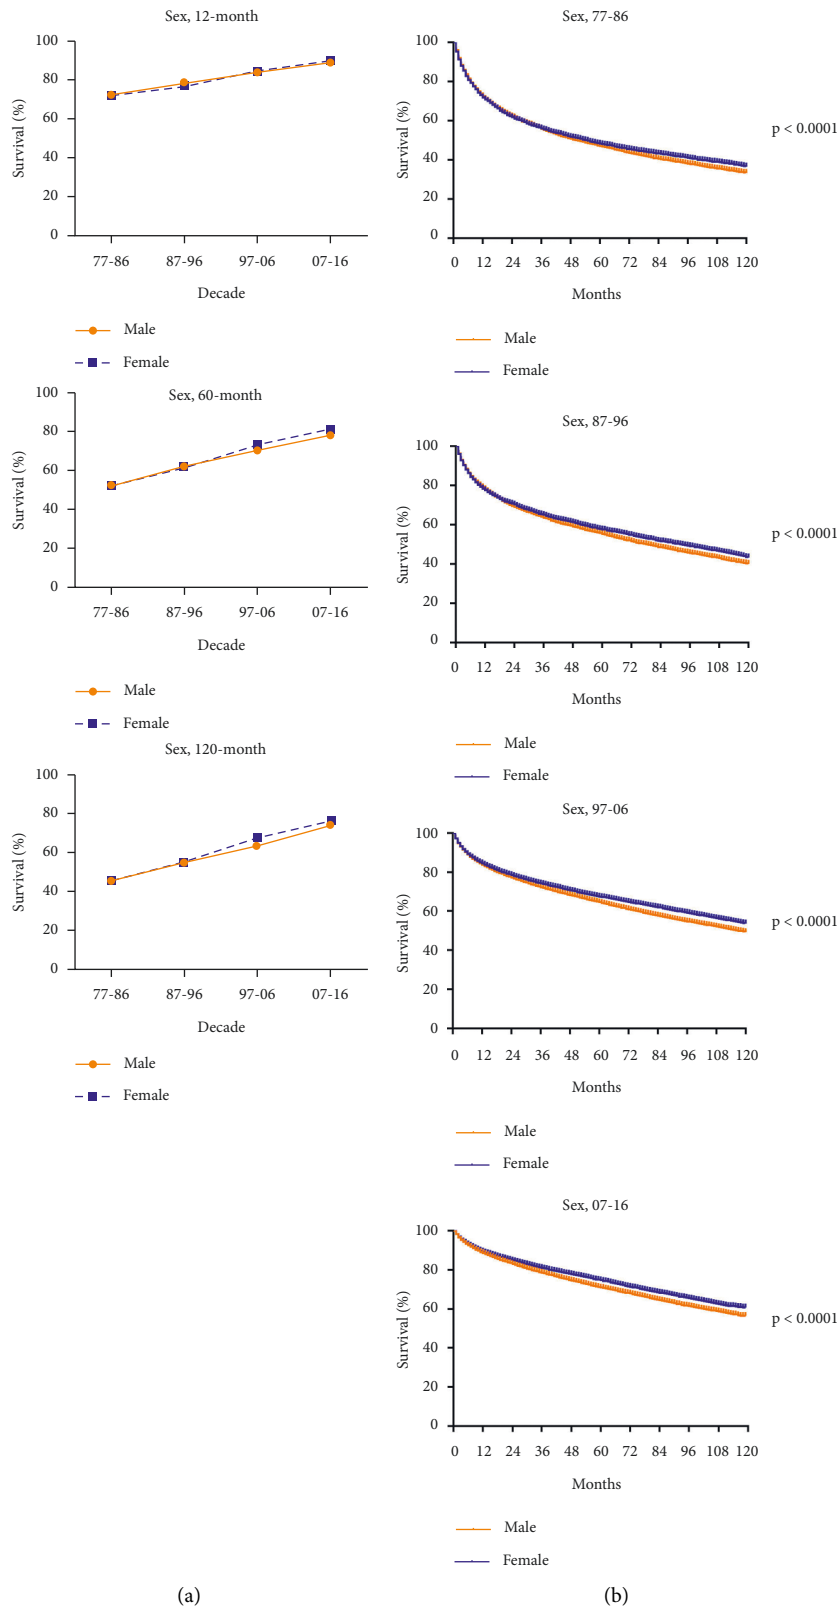 Sex, 12-month
100
80
60
40
20
0
Survival (%)
77-86 87-96 97-06 07-16
Decade
Male
Female
Sex, 60-month
100
80
60
40
20
0
Survival (%)
77-86 87-96 97-06 07-16
Decade
Male
Female
Sex, 120-month
100
80
60
40
20
0
Survival (%)
77-86 87-96 97-06 07-16
Decade
Male
Female
(a)
Sex, 77-86
100
80
60
40
20
0
Survival (%)
p < 0.0001
0 12 24 36 48 60 72 84 96 108 120
Months
Male
Female
Sex, 87-96
100
80
60
40
20
0
Survival (%)
p < 0.0001
0 12 24 36 48 60 72 84 96 108 120
Months
Male
Female
Sex, 97-06
100
80
60
40
20
0
Survival (%)
p < 0.0001
0 12 24 36 48 60 72 84 96 108 120
Months
Male
Female
Sex, 07-16
100
80
60
40
20
0
Survival (%)
p < 0.0001
0 12 24 36 48 60 72 84 96 108 120
Months
Male
Female
(b)